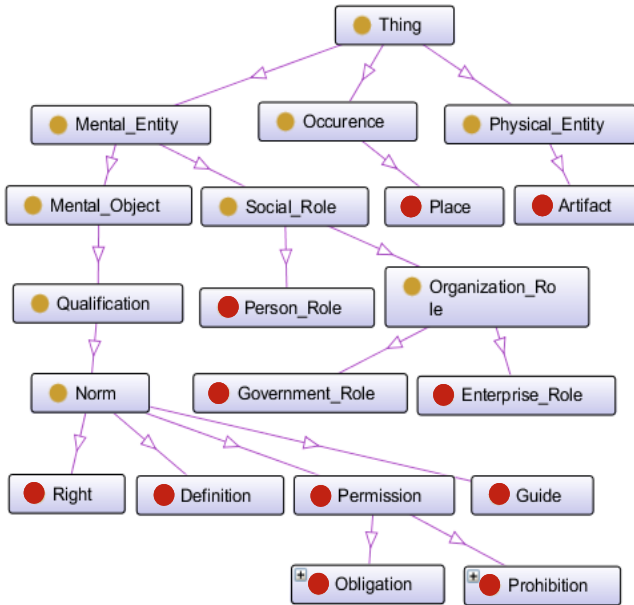 Thing
Mental_Entity
Occurence
Physical_Entity
Mental_Object
Social_Role
Place
Artifact
Qualification
Person_Role
Organization_Ro
le
Norm
Government_Role
Enterprise_Role
Right
Definition
Permission
Guide
Obligation
Prohibition